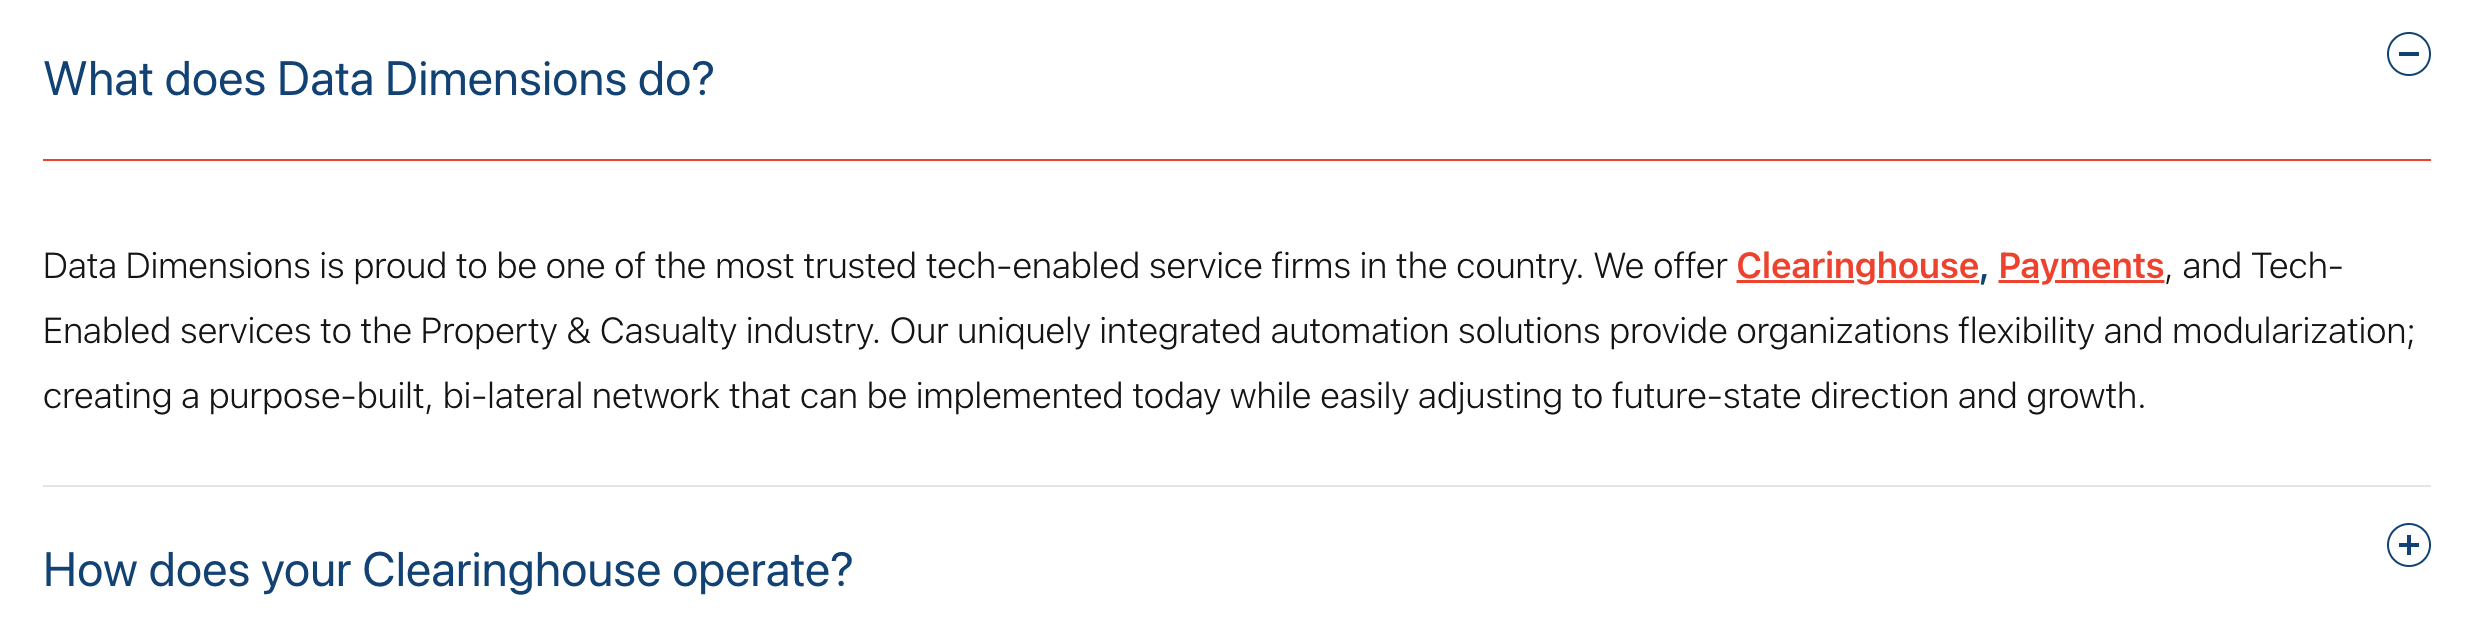 What does Data Dimensions do?
Data Dimensions is proud to be one of the most trusted tech-enabled service firms in the country. We offer Clearinghouse, Payments, and Tech-
Enabled services to the Property & Casualty industry. Our uniquely integrated automation solutions provide organizations flexibility and modularization;
creating a purpose-built, bi-lateral network that can be implemented today while easily adjusting to future-state direction and growth.
How does your Clearinghouse operate?